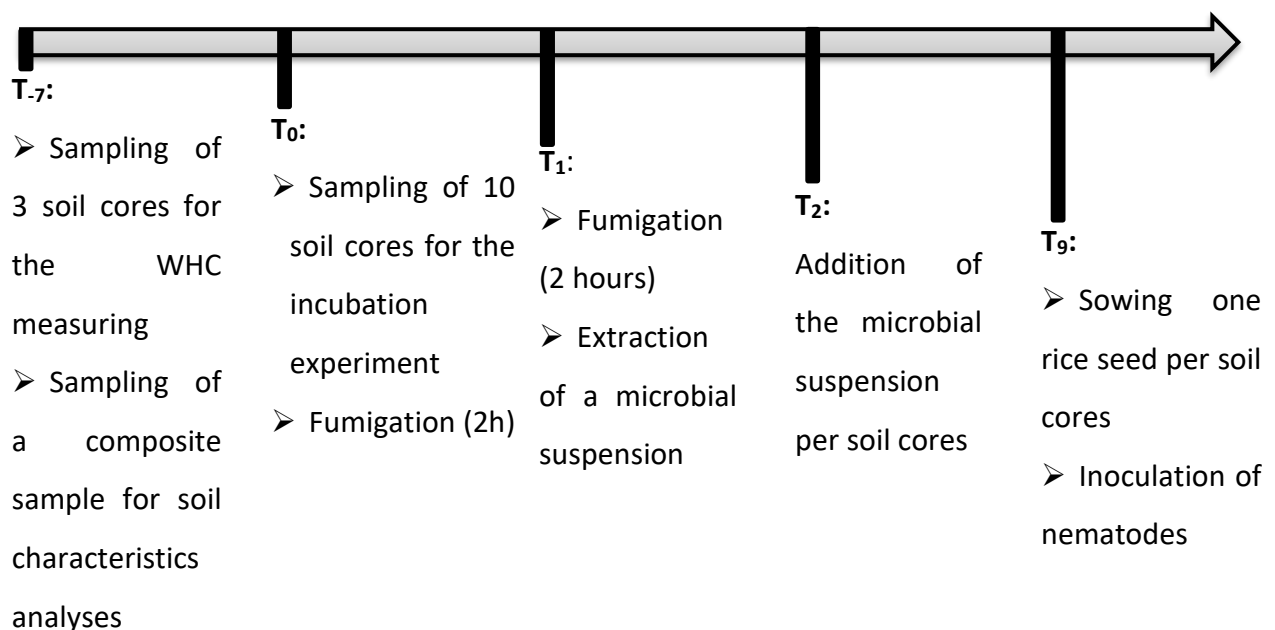 T-7:
➢ Sampling of
3 soil cores for
the WHC
measuring
➢ Sampling of
a composite
sample for soil
characteristics
analyses
T0:
➢ Sampling of 10
soil cores for the
incubation
experiment
➢ Fumigation (2h)
T1:
➢ Fumigation
(2 hours)
➢ Extraction
of a microbial
suspension
T2:
Addition of
the microbial
suspension
per soil cores
T9:
➢ Sowing one
rice seed per soil
cores
➢ Inoculation of
nematodes